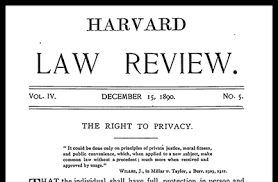 HARVARD
LAW REVIEW.
VOL. IV. DECEMBER 15, 1890. NO. 5.
THE RIGHT TO PRIVACY.
"It could be done only on principles of private justice, moral fitness,
and public convenience, which, when applied to a new subject, make
common law without a precedent; much more when received and
approved by usage."
WILLES, J., in Millar v. Taylor, 4 Burr. 2303, 2312.
THAT the individual shall have full protection in person and